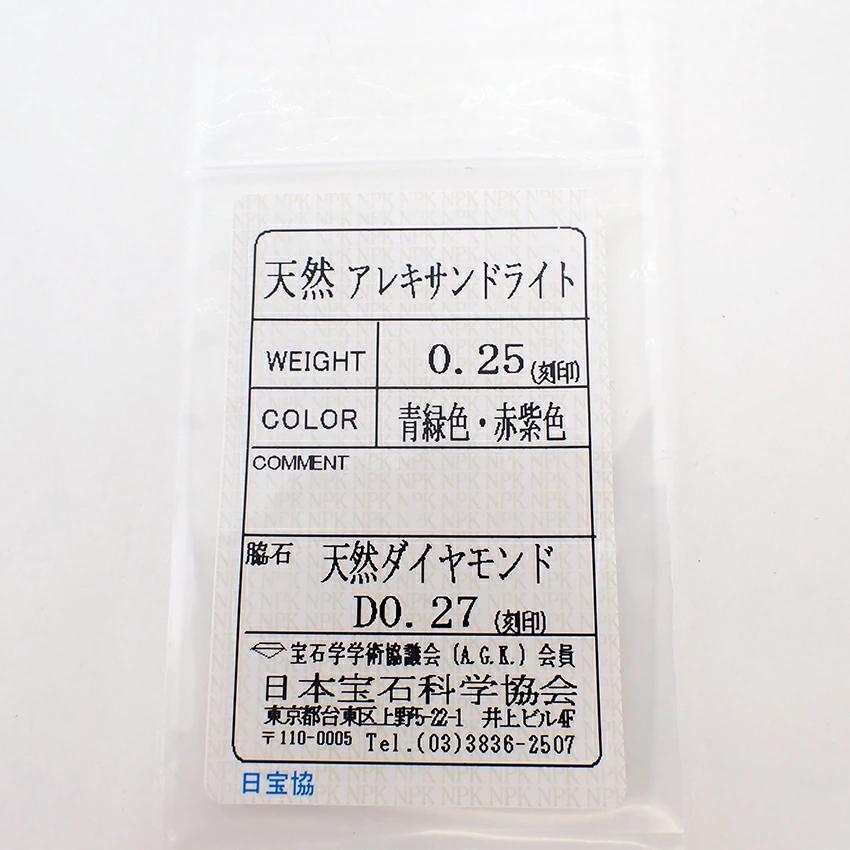 天然 アレキサンドライト
WEIGHT 0.25(刻印)
COLOR 青緑色・赤紫色
COMMENT
脇石 天然ダイヤモンド
D0.27 (刻印)
宝石学学術協議会(A.G.K.)会員
日本宝石科学協会
東京都台東区上野5-22-1 井上ビル4F
〒110-0005 Tel.(03)3836-2507
日宝協